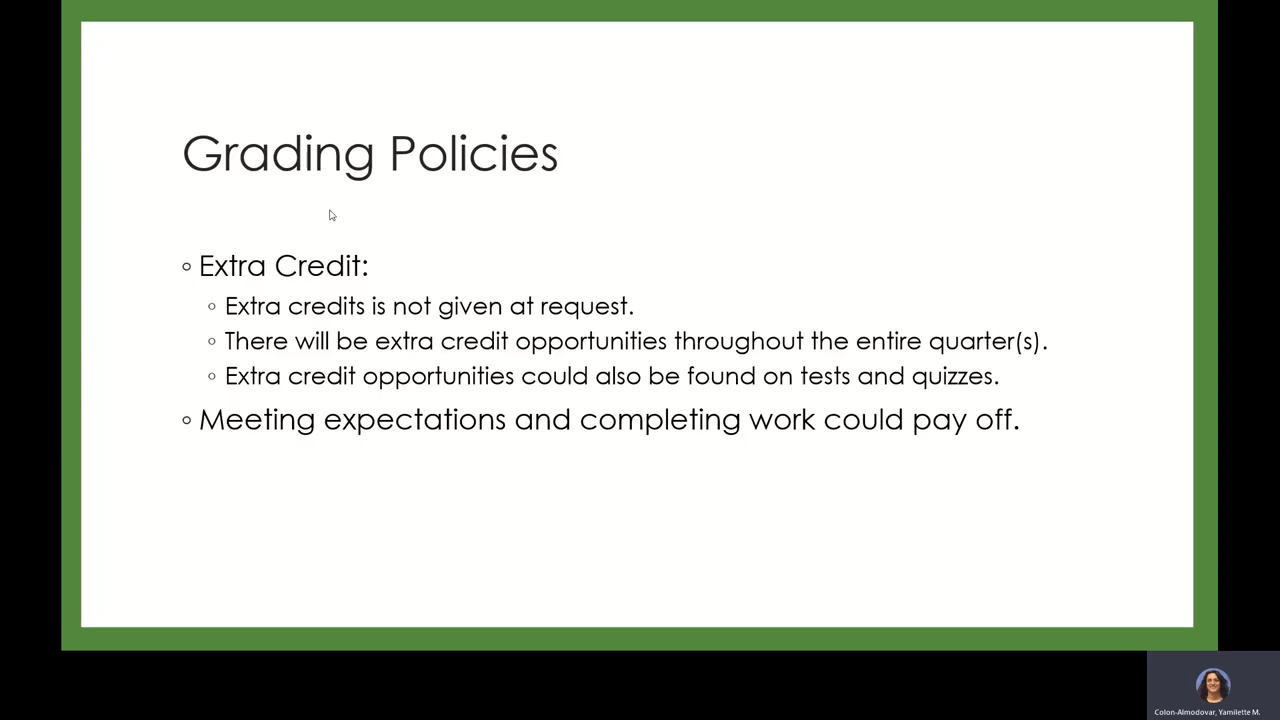 Grading Policies
Extra Credit:
Extra credits is not given at request.
There will be extra credit opportunities throughout the entire quarter(s).
Extra credit opportunities could also be found on tests and quizzes.
Meeting expectations and completing work could pay off.
Colon-Almodovar, Yamilette M.